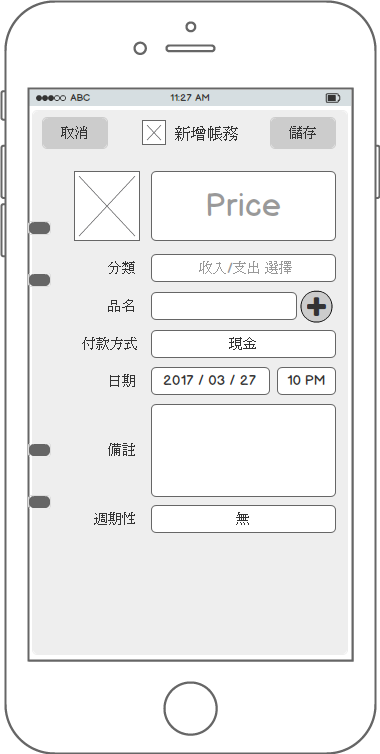 ABC 11:27 AM
取消 新增帳務 儲存
Price
分類 收入/支出 選擇
品名
付款方式 現金
日期 2017 / 03 / 27 10 PM
備註
週期性 無